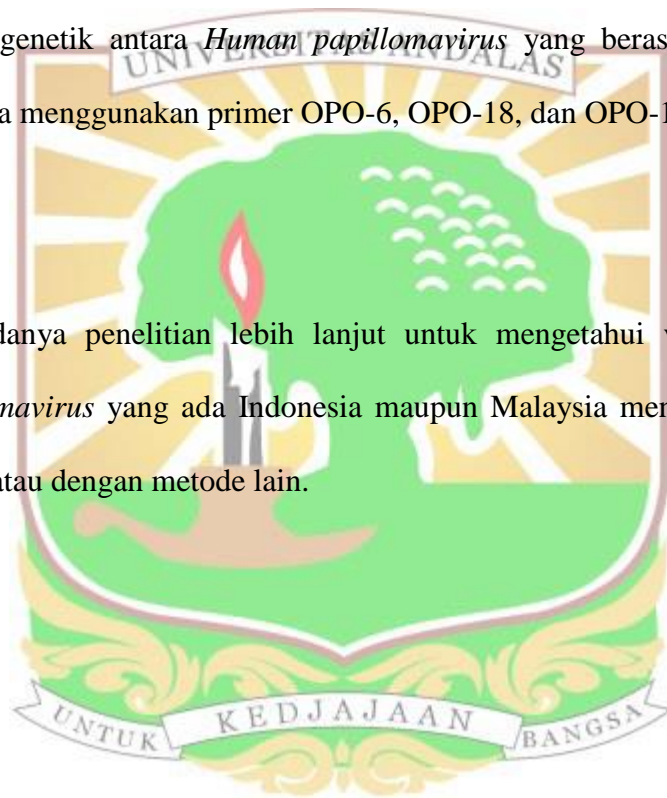 genetik antara Human papillomavirus yang beras
UNIVERSITAS ANDALAS
a menggunakan primer OPO-6, OPO-18, dan OPO-1
danya penelitian lebih lanjut untuk mengetahui v
mavirus yang ada Indonesia maupun Malaysia men
atau dengan metode lain.
UNTUK KEDJAJAAN BANGSA